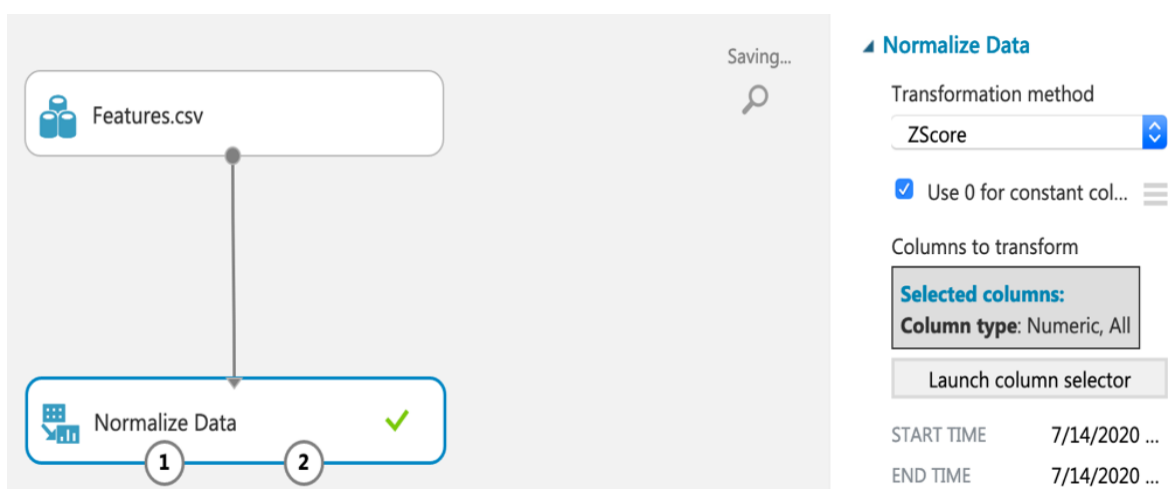 Saving...
Features.csv
Normalize Data
1
2
Normalize Data
Transformation method
ZScore
Use 0 for constant col...
Columns to transform
Selected columns:
Column type: Numeric, All
Launch column selector
START TIME 7/14/2020 ...
END TIME 7/14/2020 ...